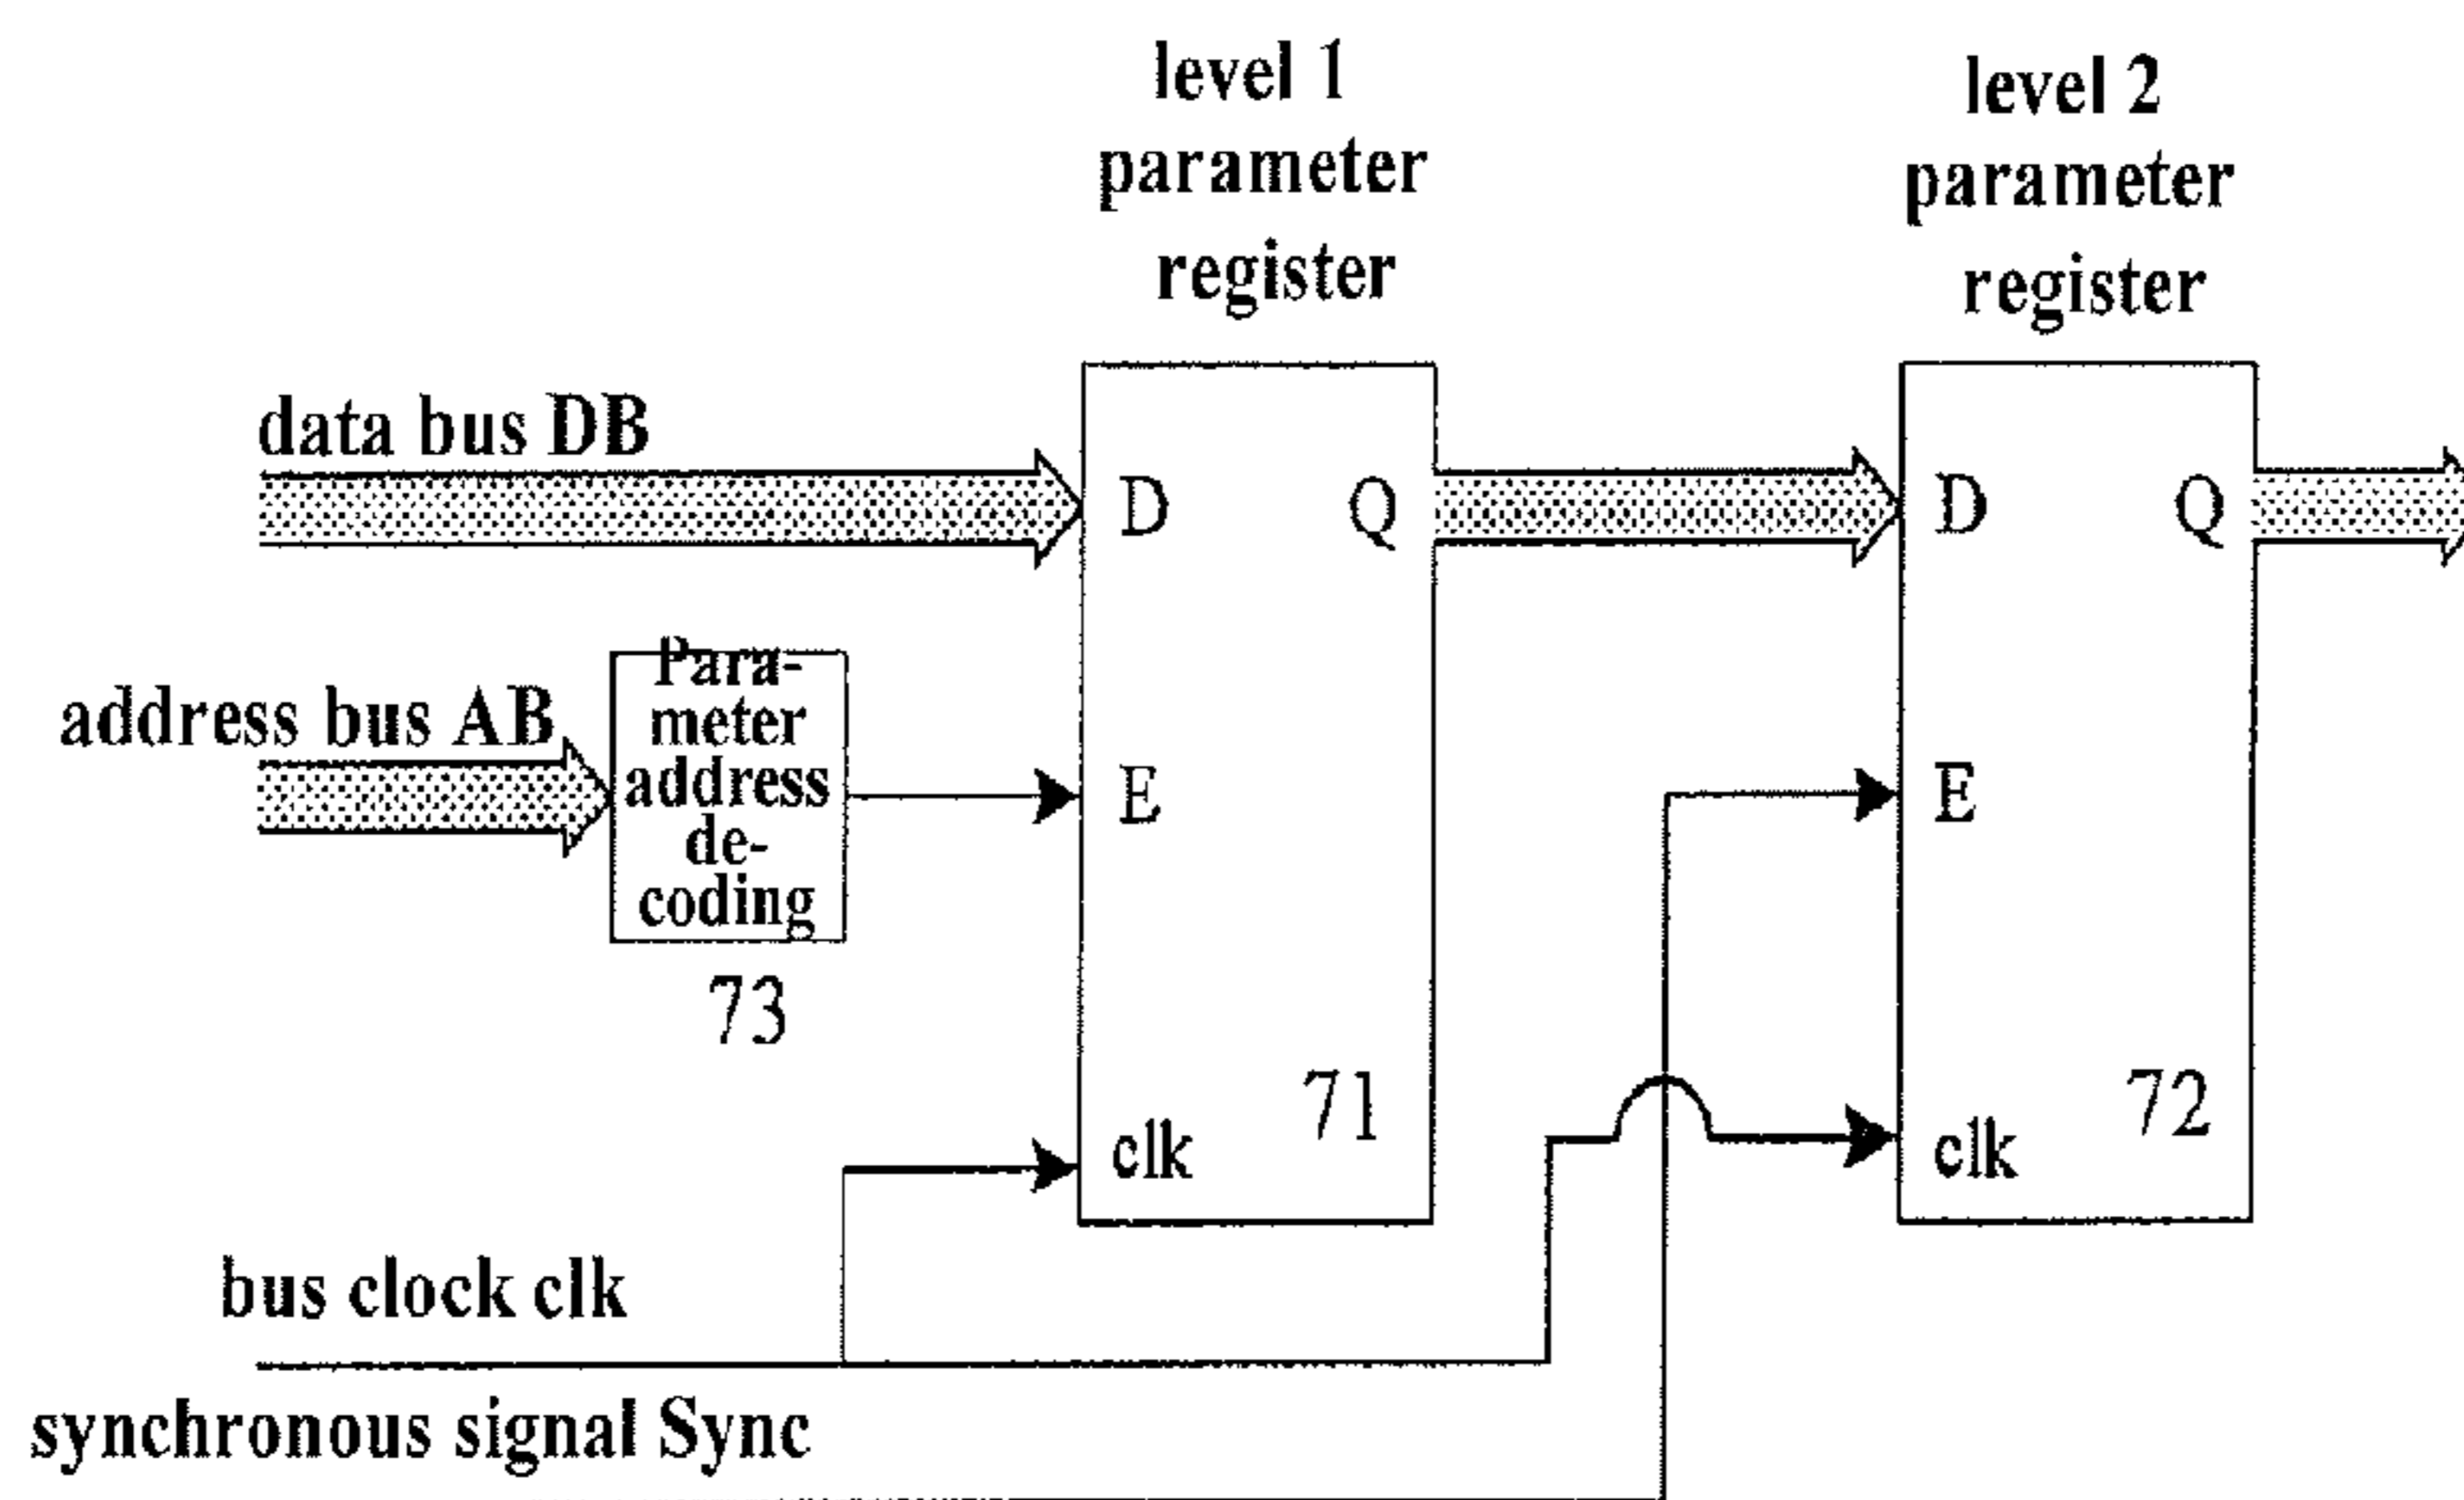 level 1
parameter
register
level 2
parameter
register
data bus DB
D
Q
D
Q
address bus AB
Para-
meter
address
de-
coding
E
E
73
71
72
clk
clk
bus clock clk
synchronous signal Sync